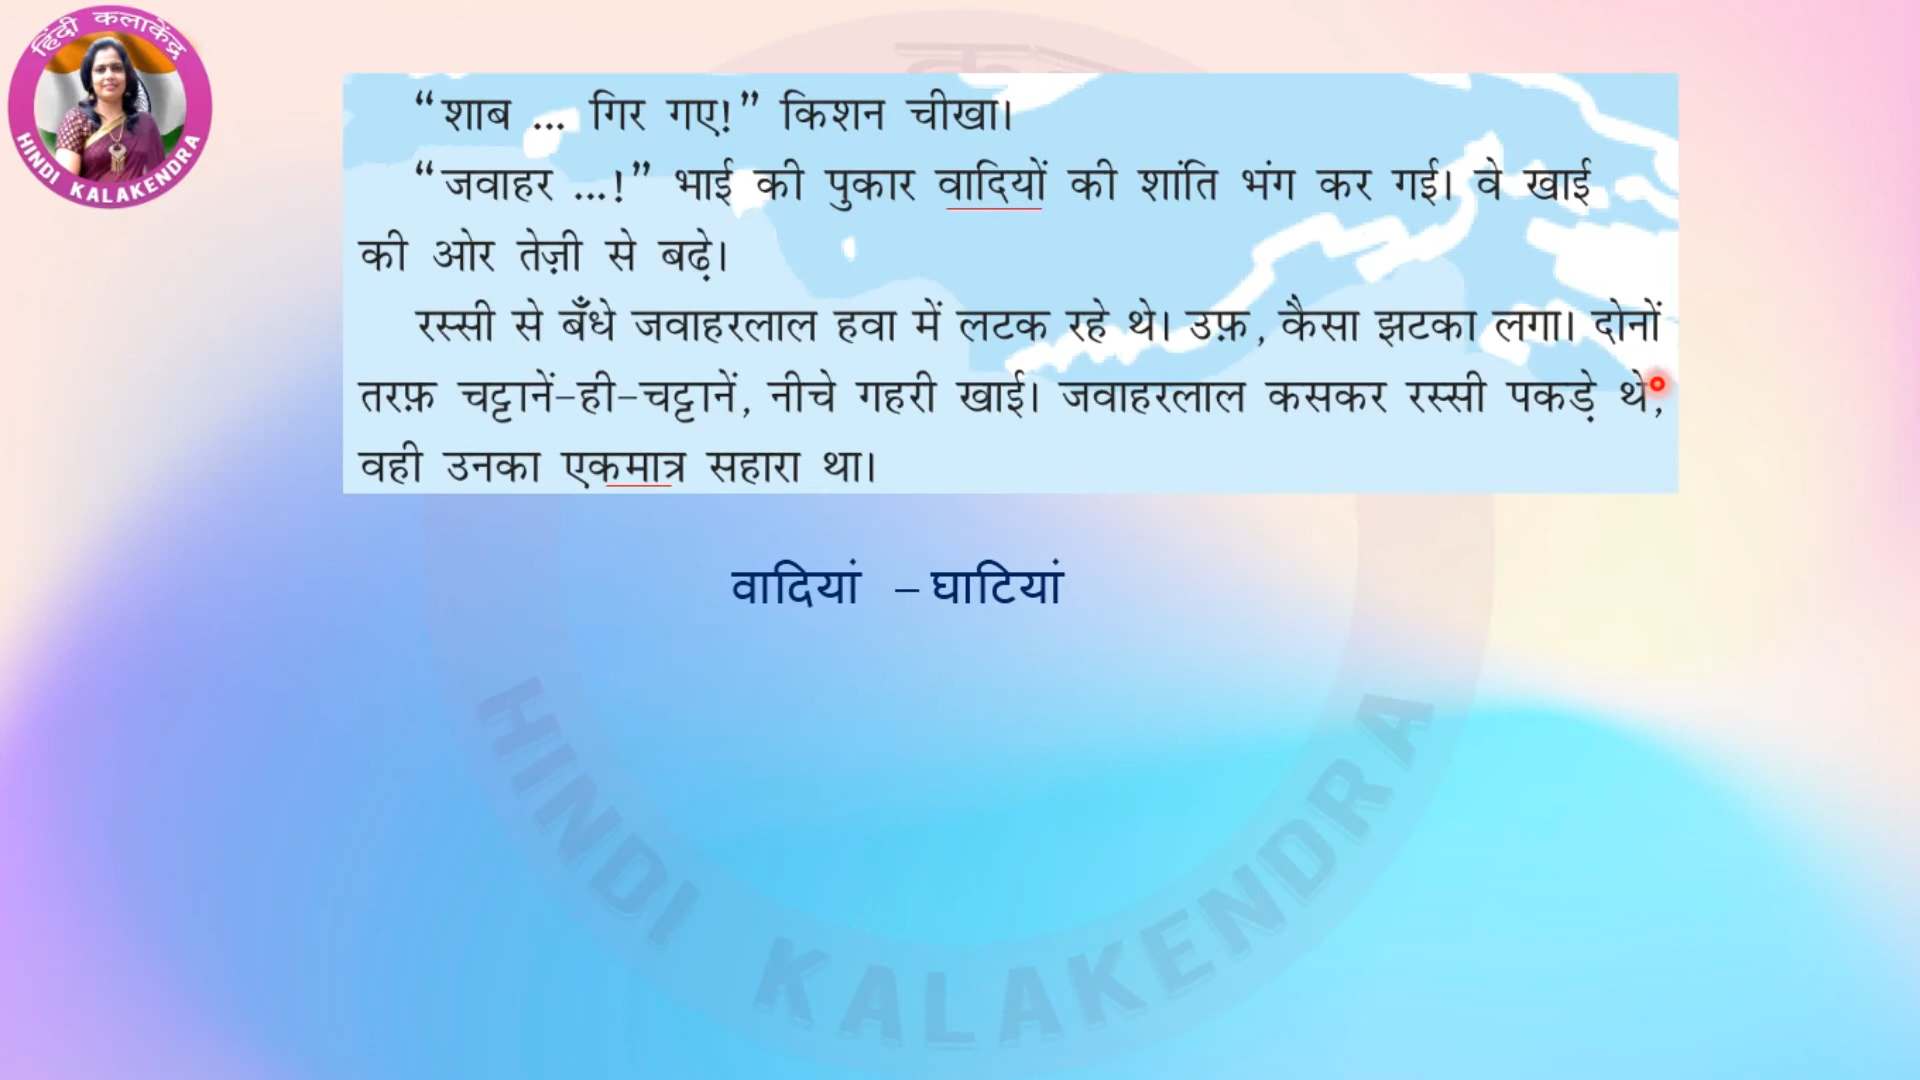 हिंदी कलाकेंद्र
HINDI KALAKENDRA
“शाब ... गिर गए!” किशन चीखा।
“जवाहर ...!” भाई की पुकार वादियों की शांति भंग कर गई। वे खाई
की ओर तेज़ी से बढ़े।
रस्सी से बँधे जवाहरलाल हवा में लटक रहे थे। उफ़, कैसा झटका लगा। दोनों
तरफ़ चट्टानें-ही-चट्टानें, नीचे गहरी खाई। जवाहरलाल कसकर रस्सी पकड़े थे,
वही उनका एकमात्र सहारा था।
वादियां – घाटियां
HINDI KALAKENDRA